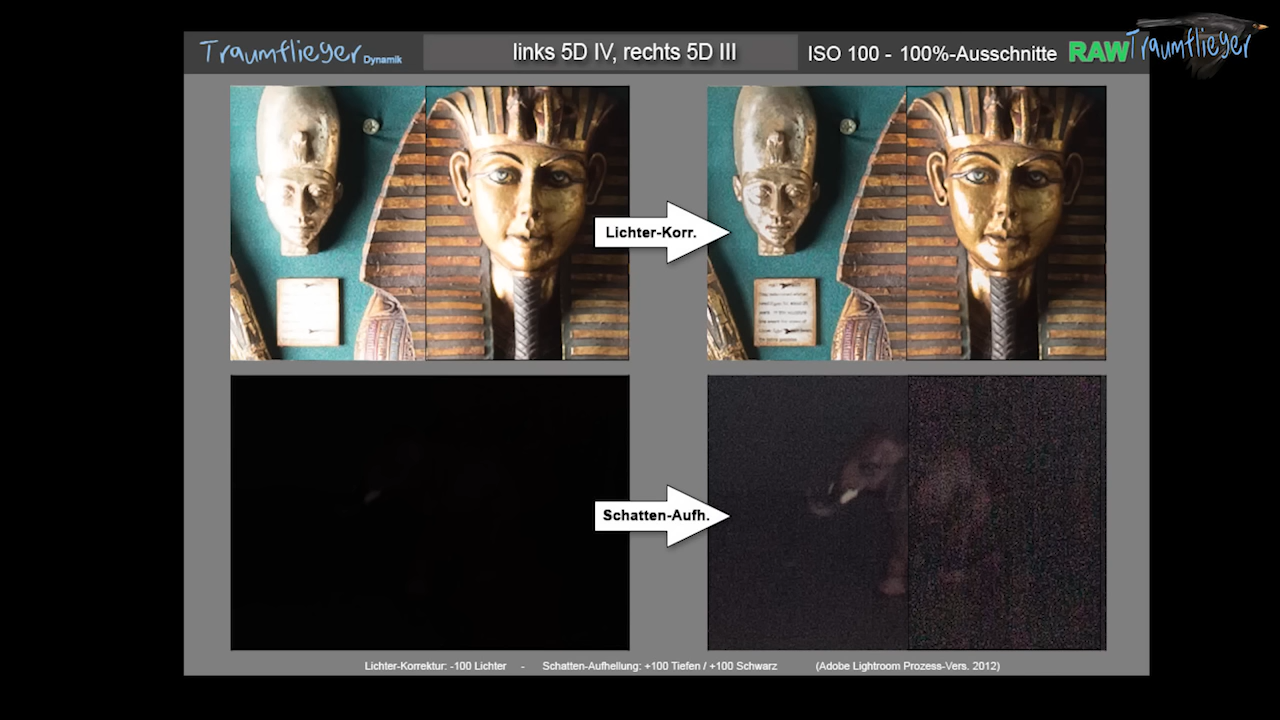 Traumflieger Dynamik
links 5D IV, rechts 5D III
ISO 100 - 100%-Ausschnitte RAW
Traumflieger
Lichter-Korr.
Schatten-Aufh.
Lichter-Korrektur: -100 Lichter - Schatten-Aufhellung: +100 Tiefen / +100 Schwarz (Adobe Lightroom Prozess-Vers. 2012)